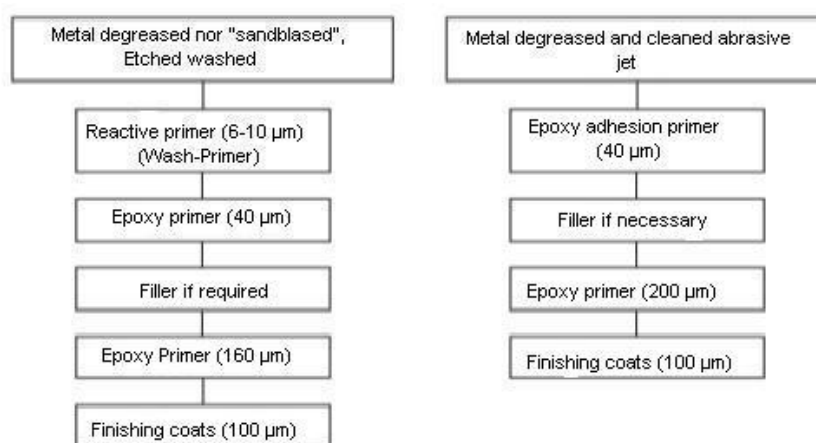 Metal degreased nor "sandblased",
Etched washed
Reactive primer (6-10 µm)
(Wash-Primer)
Epoxy primer (40 µm)
Filler if required
Epoxy Primer (160 µm)
Finishing coats (100 µm)
Metal degreased and cleaned abrasive
jet
Epoxy adhesion primer
(40 µm)
Filler if necessary
Epoxy primer (200 µm)
Finishing coats (100 µm)